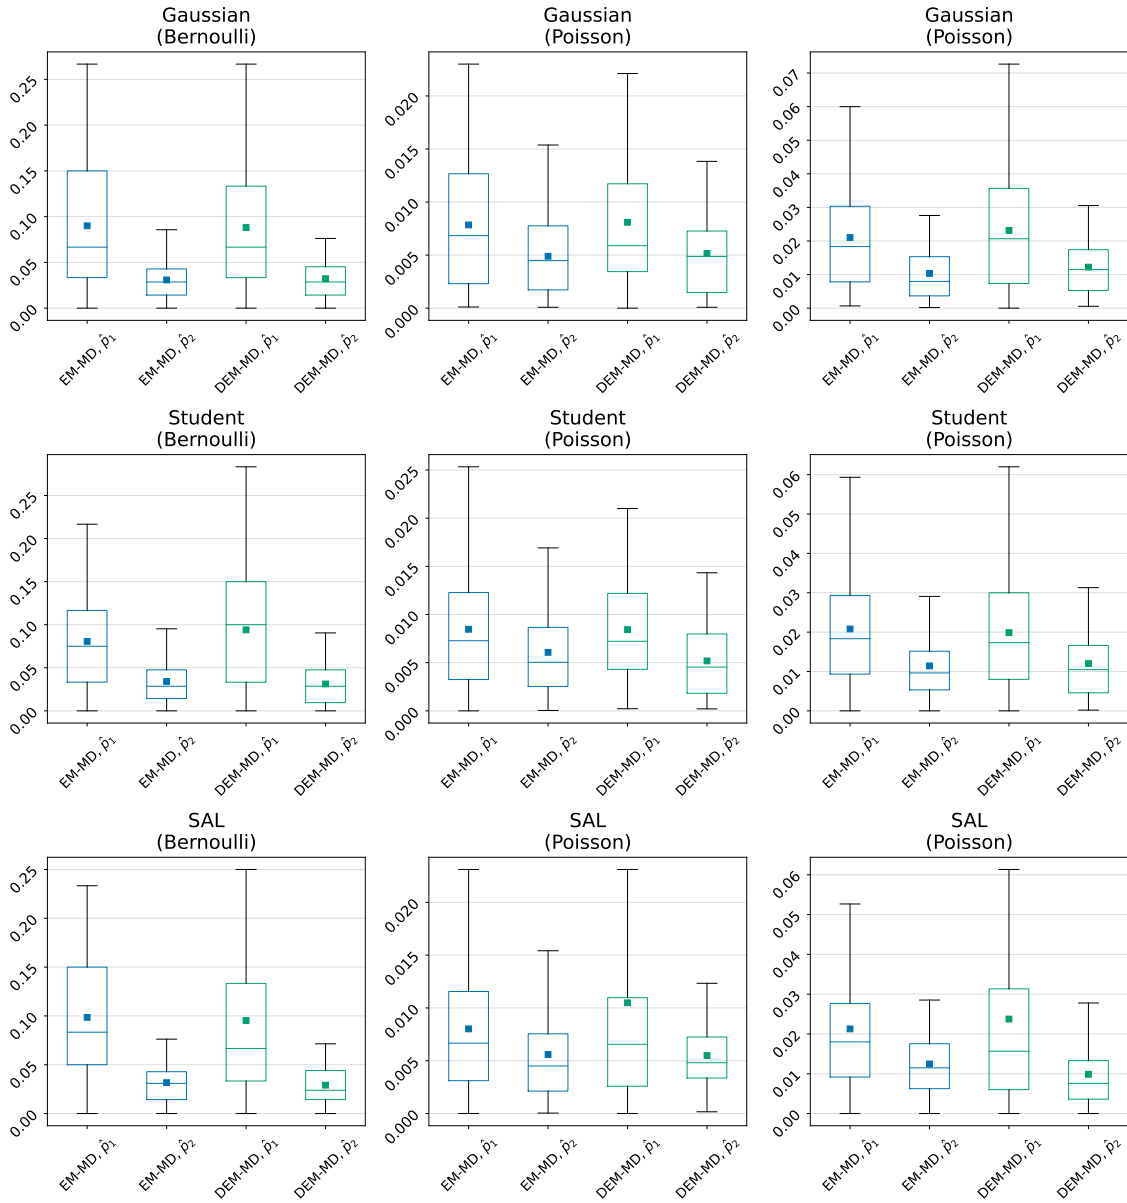 Gaussian
(Bernoulli)
0.25
0.20
0.15
0.10
0.05
0.00
EM-MD, p̂₁
EM-MD, p̂₂
DEM-MD, p̂₁
DEM-MD, p̂₂
Gaussian
(Poisson)
0.020
0.015
0.010
0.005
0.000
EM-MD, p̂₁
EM-MD, p̂₂
DEM-MD, p̂₁
DEM-MD, p̂₂
Gaussian
(Poisson)
0.07
0.06
0.05
0.04
0.03
0.02
0.01
0.00
EM-MD, p̂₁
EM-MD, p̂₂
DEM-MD, p̂₁
DEM-MD, p̂₂
Student
(Bernoulli)
0.25
0.20
0.15
0.10
0.05
0.00
EM-MD, p̂₁
EM-MD, p̂₂
DEM-MD, p̂₁
DEM-MD, p̂₂
Student
(Poisson)
0.025
0.020
0.015
0.010
0.005
0.000
EM-MD, p̂₁
EM-MD, p̂₂
DEM-MD, p̂₁
DEM-MD, p̂₂
Student
(Poisson)
0.06
0.05
0.04
0.03
0.02
0.01
0.00
EM-MD, p̂₁
EM-MD, p̂₂
DEM-MD, p̂₁
DEM-MD, p̂₂
SAL
(Bernoulli)
0.25
0.20
0.15
0.10
0.05
0.00
EM-MD, p̂₁
EM-MD, p̂₂
DEM-MD, p̂₁
DEM-MD, p̂₂
SAL
(Poisson)
0.020
0.015
0.010
0.005
0.000
EM-MD, p̂₁
EM-MD, p̂₂
DEM-MD, p̂₁
DEM-MD, p̂₂
SAL
(Poisson)
0.06
0.05
0.04
0.03
0.02
0.01
0.00
EM-MD, p̂₁
EM-MD, p̂₂
DEM-MD, p̂₁
DEM-MD, p̂₂